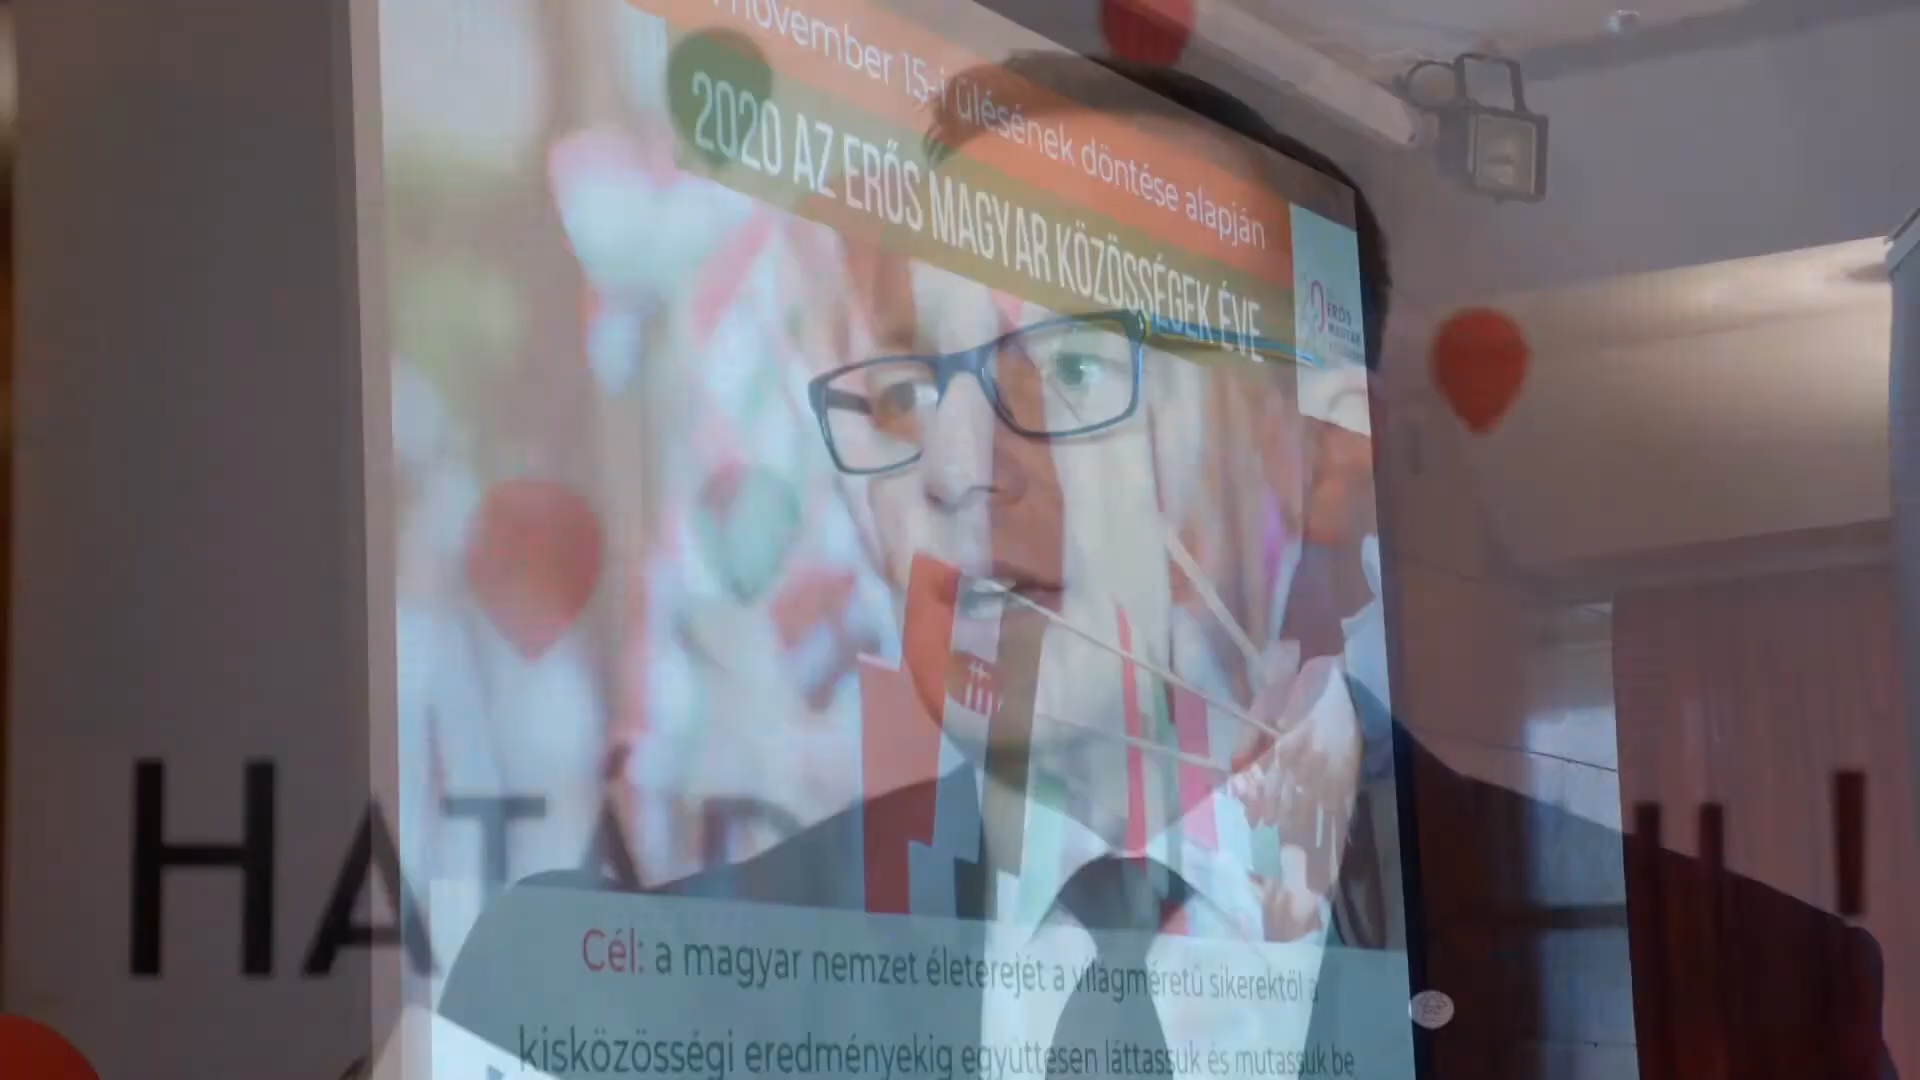 november 15-i ülésének döntése alapján
2020 AZ ERŐS MAGYAR KÖZÖSSÉGEK ÉVE
ERŐS
MAGYAR
HATÁR
Cél: a magyar nemzet életerejét a világméretű sikerektől a
kisközösségi eredményekig együttesen láttassuk és mutassuk be